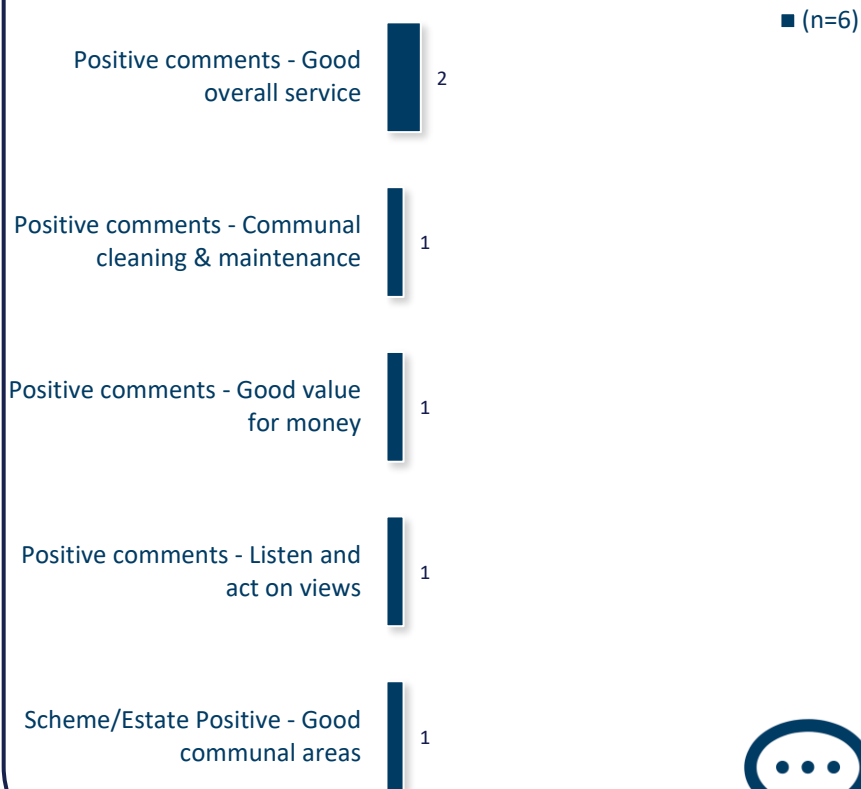 (n=6)
Positive comments - Good
overall service
2
Positive comments - Communal
cleaning & maintenance
1
Positive comments - Good value
for money
1
Positive comments - Listen and
act on views
1
Scheme/Estate Positive - Good
communal areas
1